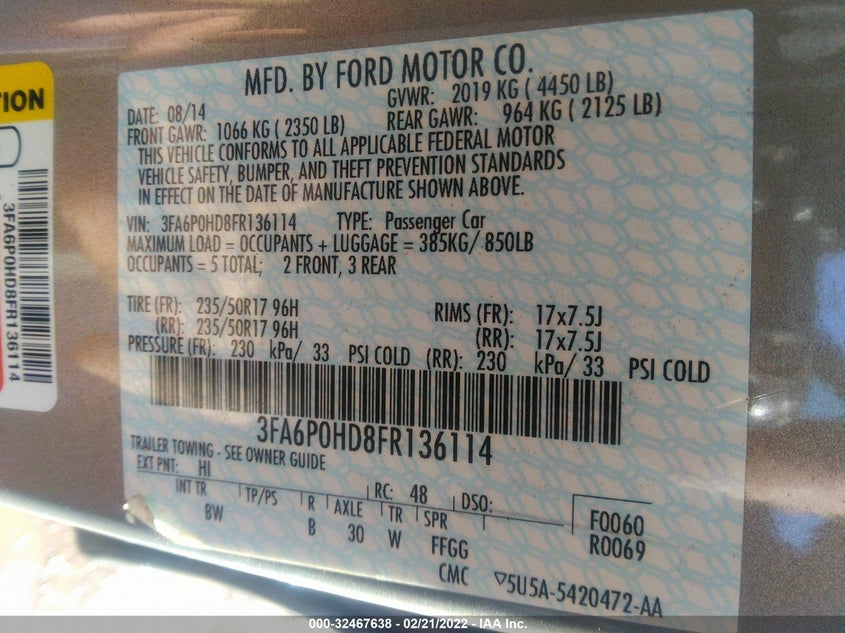 TION
3FA6P0HD8FR136114
MFD. BY FORD MOTOR CO.
DATE: 08/14 GVWR: 2019 KG ( 4450 LB)
FRONT GAWR: 1066 KG ( 2350 LB) REAR GAWR: 964 KG ( 2125 LB)
THIS VEHICLE CONFORMS TO ALL APPLICABLE FEDERAL MOTOR
VEHICLE SAFETY, BUMPER, AND THEFT PREVENTION STANDARDS
IN EFFECT ON THE DATE OF MANUFACTURE SHOWN ABOVE.
VIN: 3FA6P0HD8FR136114 TYPE: Passenger Car
MAXIMUM LOAD = OCCUPANTS + LUGGAGE = 385KG/ 850LB
OCCUPANTS = 5 TOTAL; 2 FRONT, 3 REAR
TIRE (FR): 235/50R17 96H RIMS (FR): 17x7.5J
(RR): 235/50R17 96H (RR): 17x7.5J
PRESSURE (FR): 230 kPa/ 33 PSI COLD (RR): 230 kPa/ 33 PSI COLD
3FA6P0HD8FR136114
TRAILER TOWING - SEE OWNER GUIDE
EXT PNT: HI RC: 48 DSO:
INT TR TP/PS R AXLE TR SPR F0060
BW B 30 W FFGG R0069
CMC ▽5U5A-5420472-AA
000-32467638 - 02/21/2022 - IAA Inc.